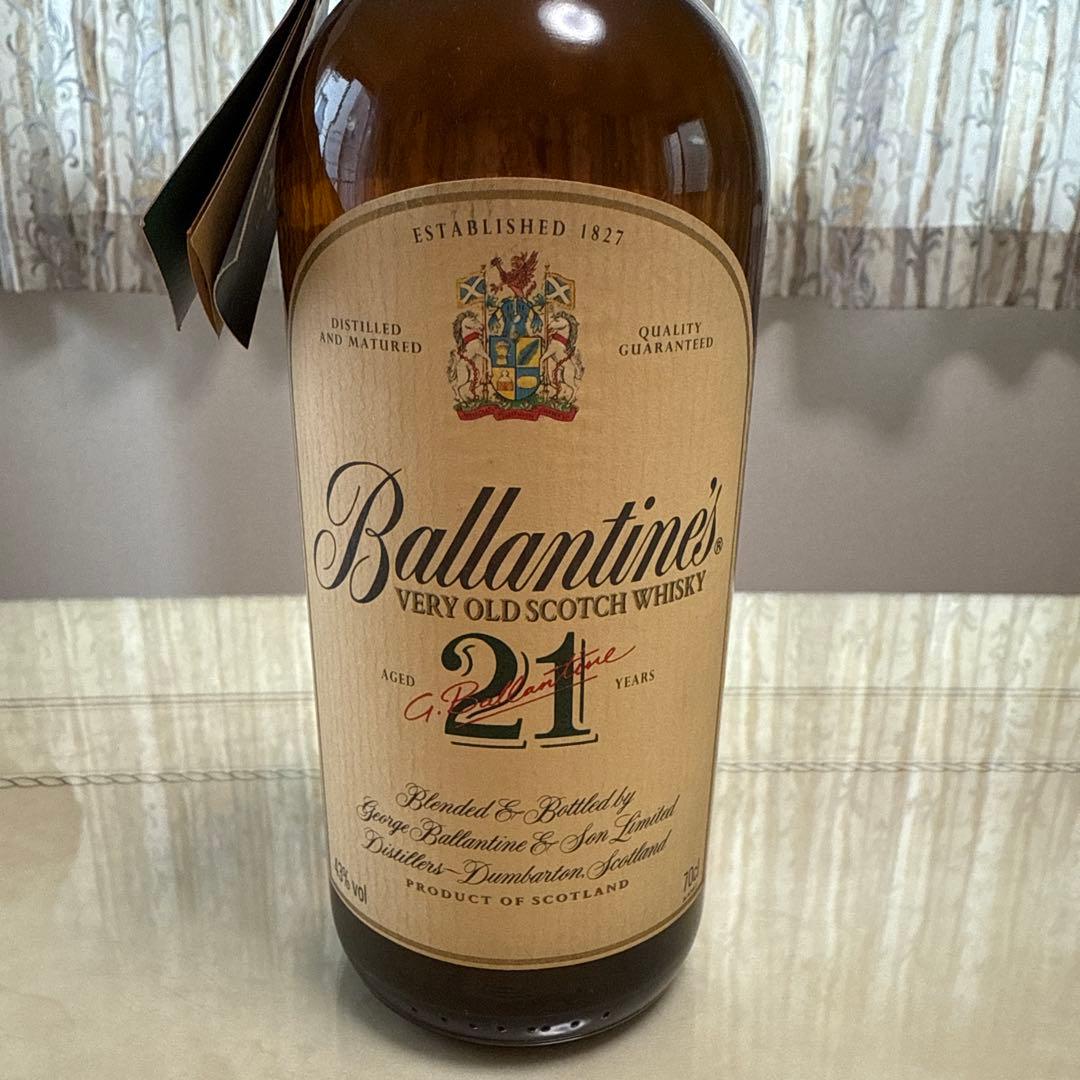 ESTABLISHED 1827
DISTILLED
AND MATURED
QUALITY
GUARANTEED
Ballantine's®
VERY OLD SCOTCH WHISKY
AGED 21 YEARS
G. Ballantine
Blended & Bottled by
George Ballantine & Son Limited
Distillers~Dumbarton, Scotland
PRODUCT OF SCOTLAND
43% vol
70cl